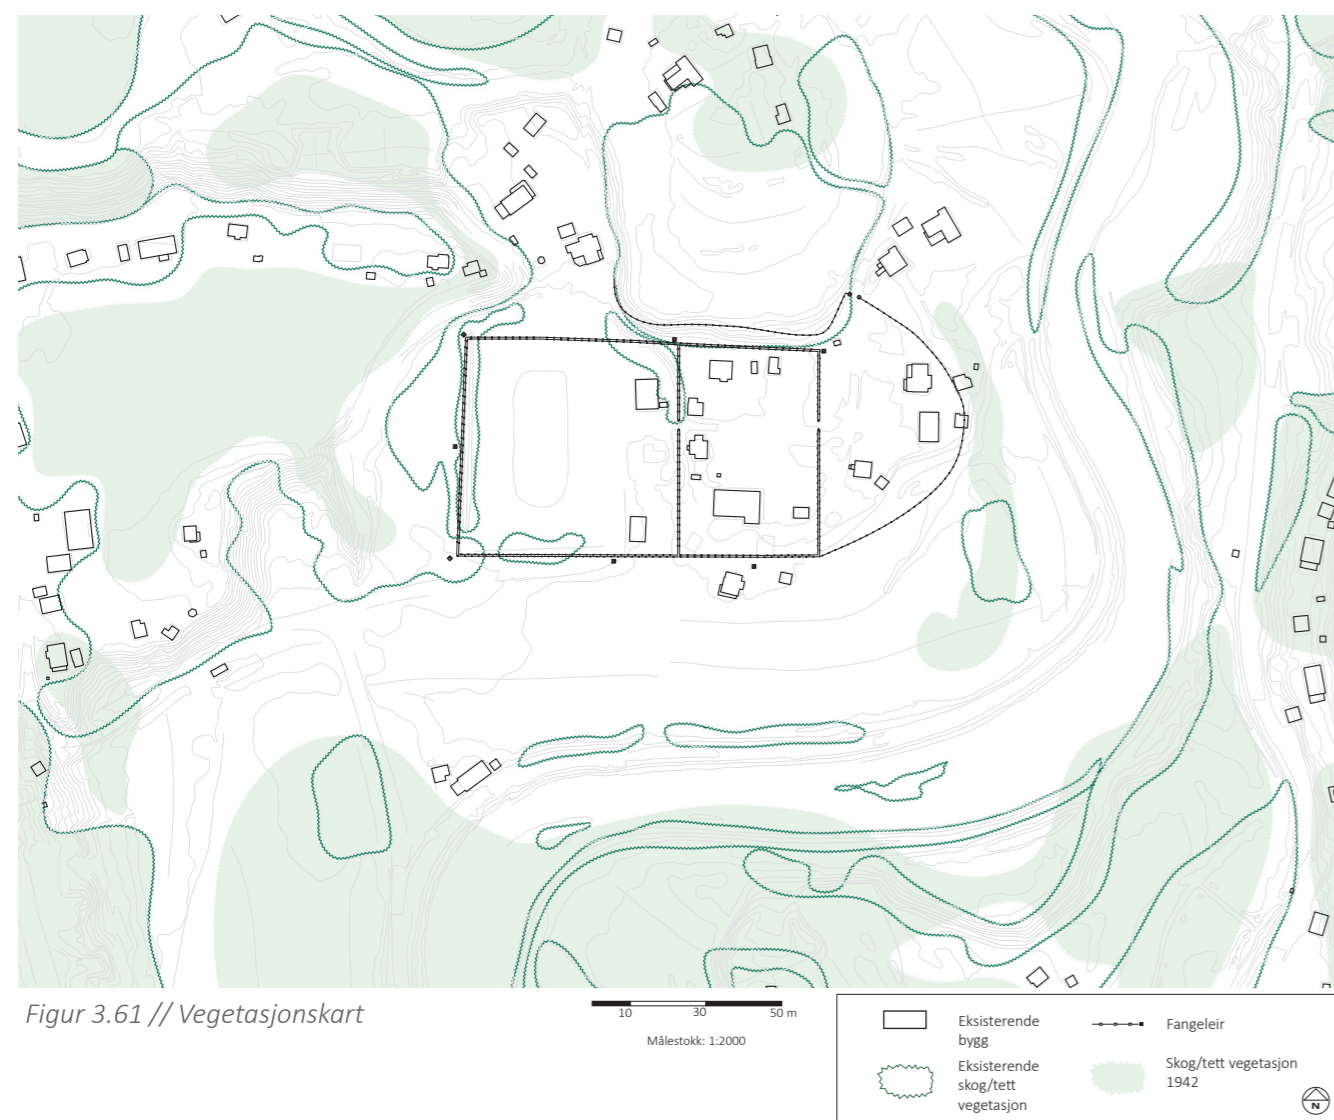 Figur 3.61 // Vegetasjonskart
10 30 50 m
Målestokk: 1:2000
Eksisterende
bygg
Fangeleir
Eksisterende
skog/tett
vegetasjon
Skog/tett vegetasjon
1942
N